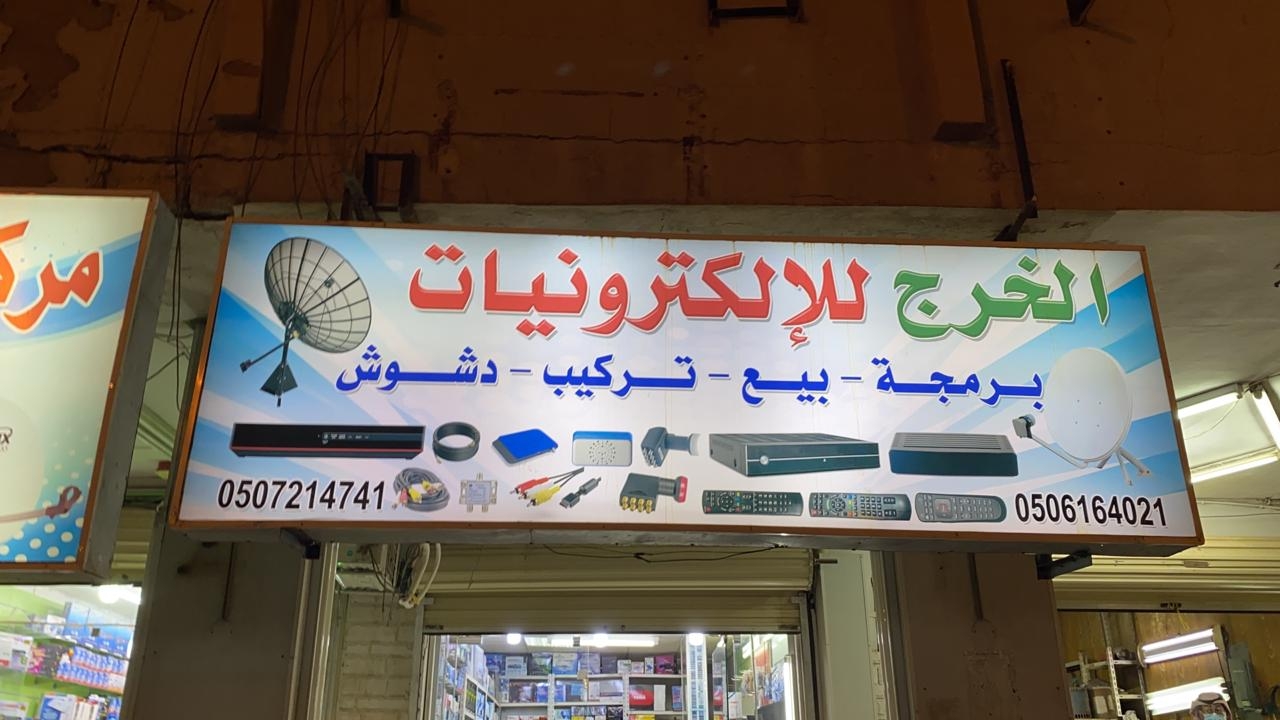 الخرج للإلكترونيات
برمجة - بيع - تركيب - دشوش
0507214741
0506164021